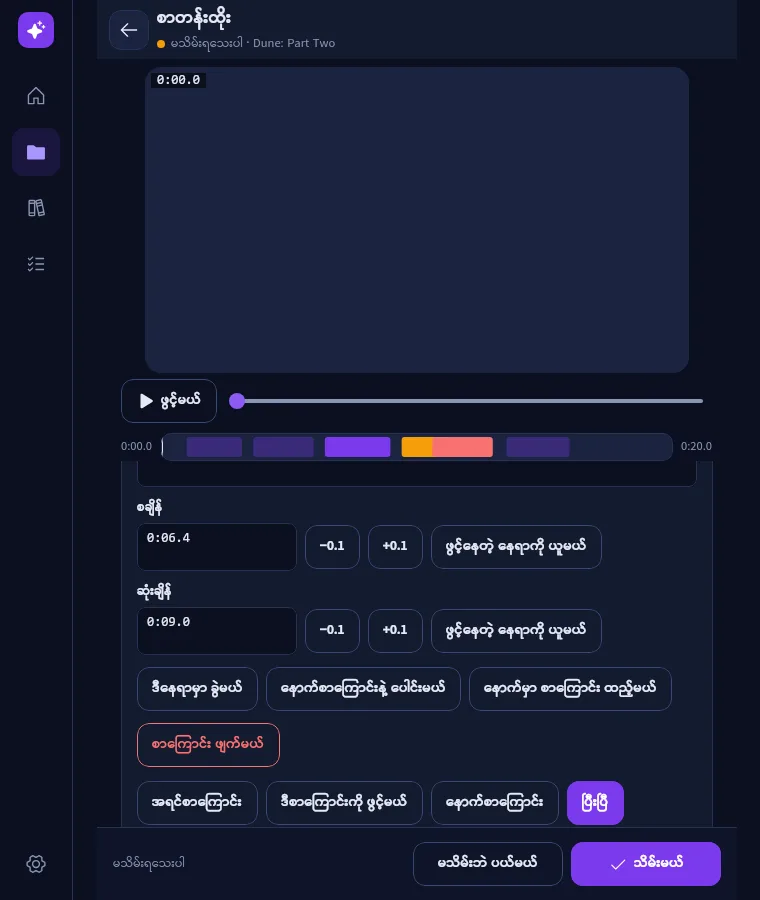 စာတန်းထိုး
မသိမ်းရသေးပါ · Dune: Part Two
0:00.0
ဖွင့်မယ်
0:00.0
0:20.0
စချိန်
0:06.4
−0.1
+0.1
ဖွင့်နေတဲ့ နေရာကို ယူမယ်
ဆုံးချိန်
0:09.0
−0.1
+0.1
ဖွင့်နေတဲ့ နေရာကို ယူမယ်
ဒီနေရာမှာ ခွဲမယ်
နောက်စာကြောင်းနဲ့ ပေါင်းမယ်
နောက်မှာ စာကြောင်း ထည့်မယ်
စာကြောင်း ဖျက်မယ်
အရင်စာကြောင်း
ဒီစာကြောင်းကို ဖွင့်မယ်
နောက်စာကြောင်း
ပြီးပြီ
မသိမ်းရသေးပါ
မသိမ်းဘဲ ပယ်မယ်
သိမ်းမယ်